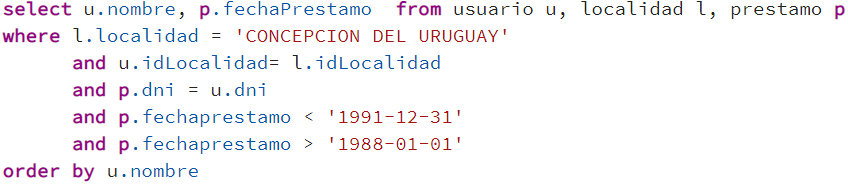 select u.nombre, p.fechaPrestamo  from usuario u, localidad l, prestamo p
where l.localidad = 'CONCEPCION DEL URUGUAY'
      and u.idLocalidad= l.idLocalidad
      and p.dni = u.dni
      and p.fechaprestamo < '1991-12-31'
      and p.fechaprestamo > '1988-01-01'
order by u.nombre